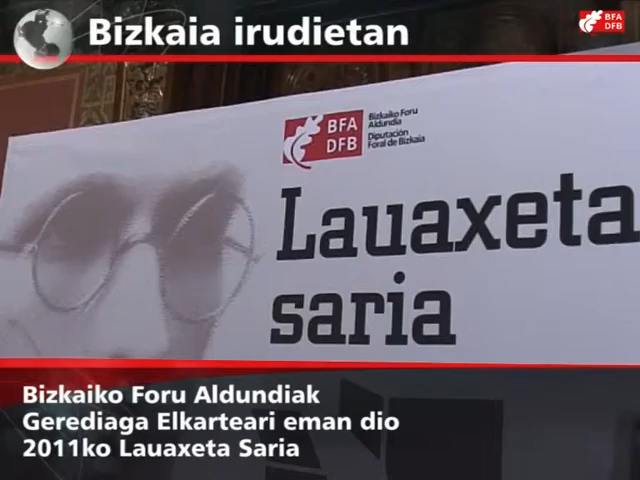 Bizkaia irudietan
BFA
DFB
BFA
DFB
Bizkaiko Foru
Aldundia
Diputación
Foral de Bizkaia
Lauaxeta
saria
Bizkaiko Foru Aldundiak
Gerediaga Elkarteari eman dio
2011ko Lauaxeta Saria